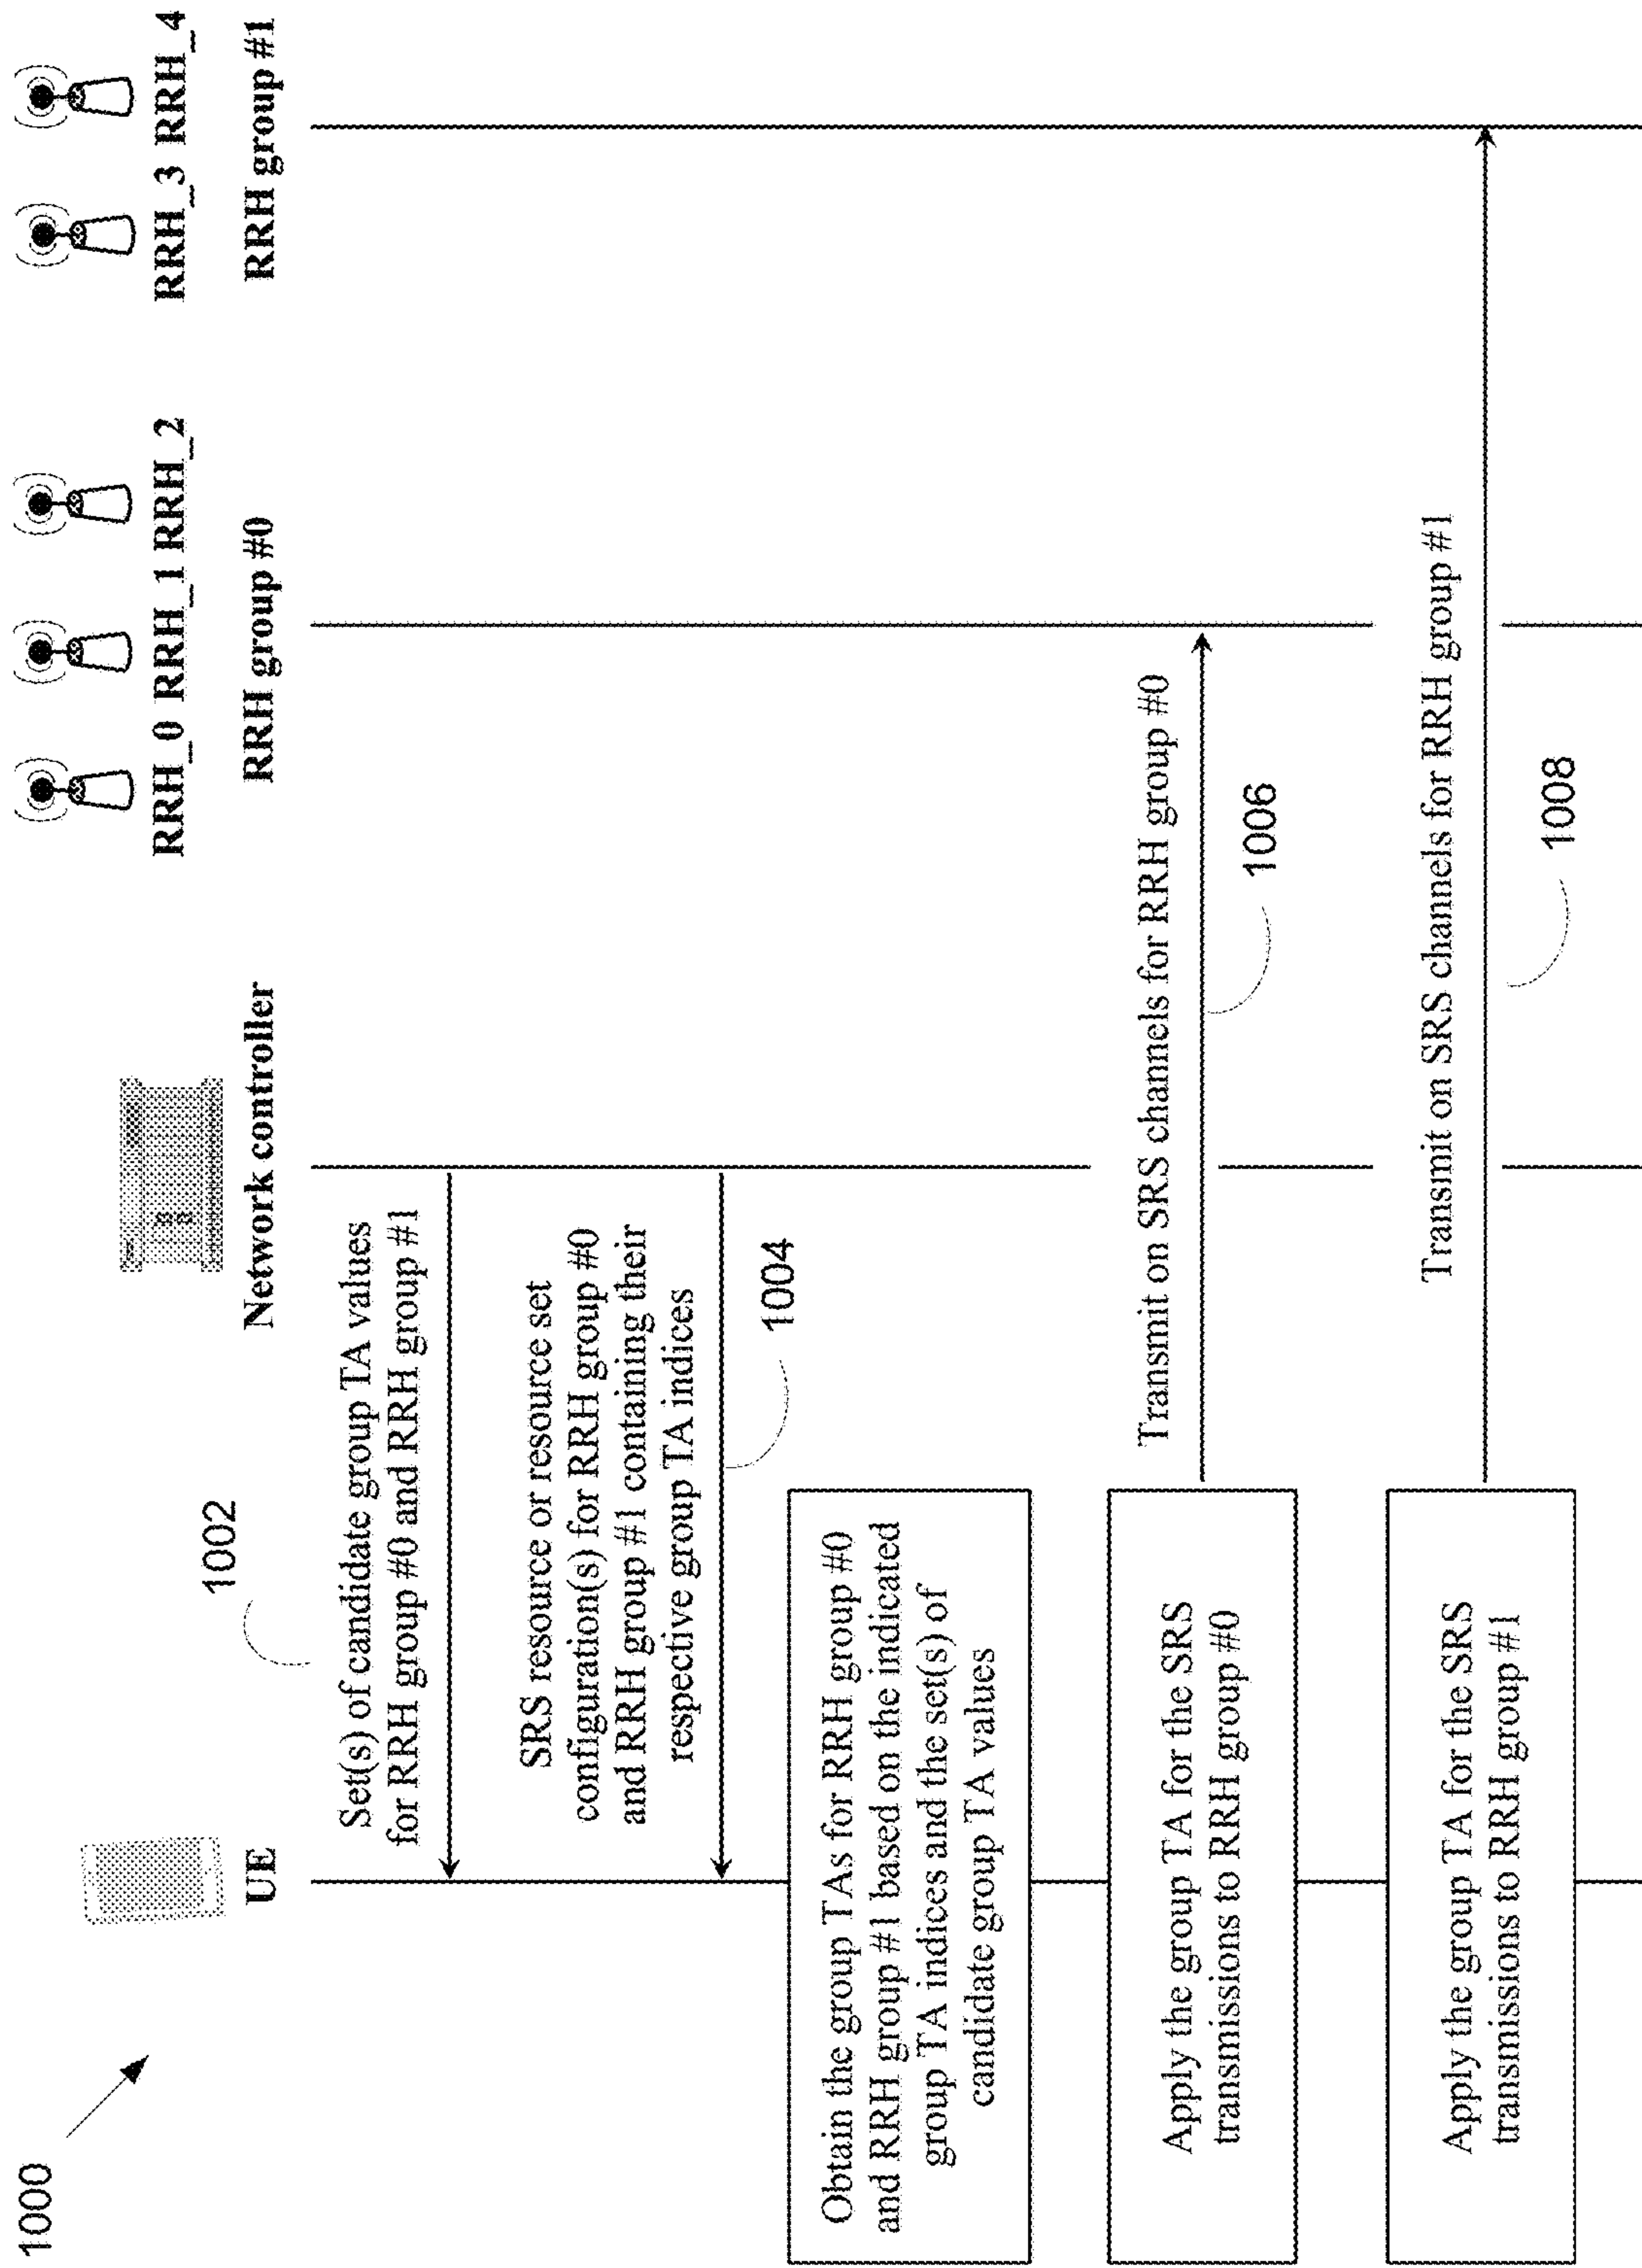 1000
UE
Network controller
RRH_0 RRH_1 RRH_2
RRH group #0
RRH_3 RRH_4
RRH group #1
1002
Set(s) of candidate group TA values
for RRH group #0 and RRH group #1
SRS resource or resource set
configuration(s) for RRH group #0
and RRH group #1 containing their
respective group TA indices
1004
Obtain the group TAs for RRH group #0
and RRH group #1 based on the indicated
group TA indices and the set(s) of
candidate group TA values
Apply the group TA for the SRS
transmissions to RRH group #0
Transmit on SRS channels for RRH group #0
1006
Apply the group TA for the SRS
transmissions to RRH group #1
Transmit on SRS channels for RRH group #1
1008